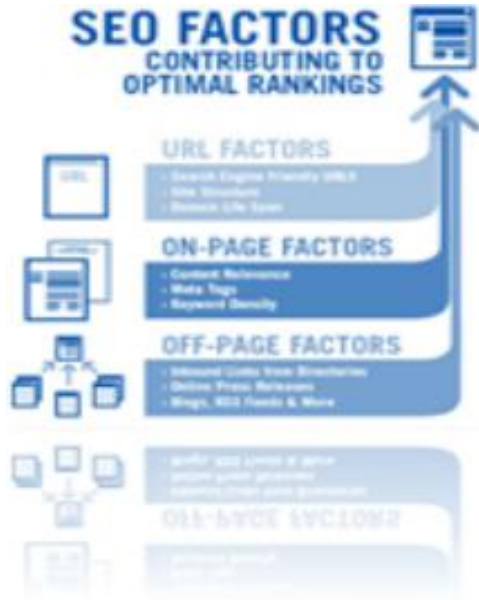 SEO FACTORS
CONTRIBUTING TO
OPTIMAL RANKINGS
URL FACTORS
URL
- Search Engine Friendly URLS
- Site Structure
- Domain Life Span
ON-PAGE FACTORS
- Content Relevance
- Meta Tags
- Keyword Density
OFF-PAGE FACTORS
- Inbound Links from Directories
- Online Press Releases
- Blogs, RSS Feeds & More